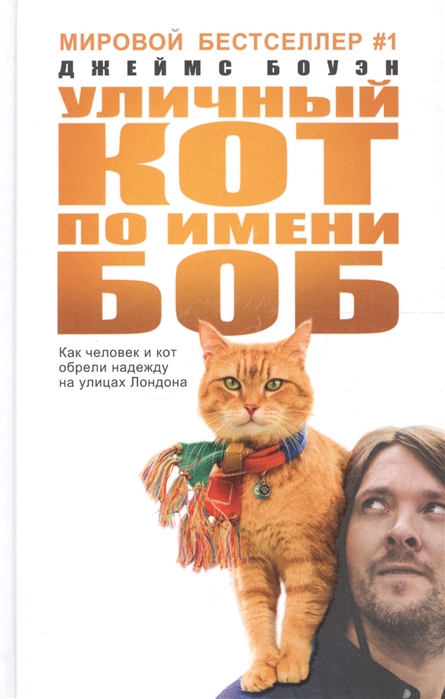 МИРОВОЙ БЕСТСЕЛЛЕР #1
ДЖЕЙМС БОУЭН
УЛИЧНЫЙ
КОТ
ПО ИМЕНИ
БОБ
Как человек и кот
обрели надежду
на улицах Лондона